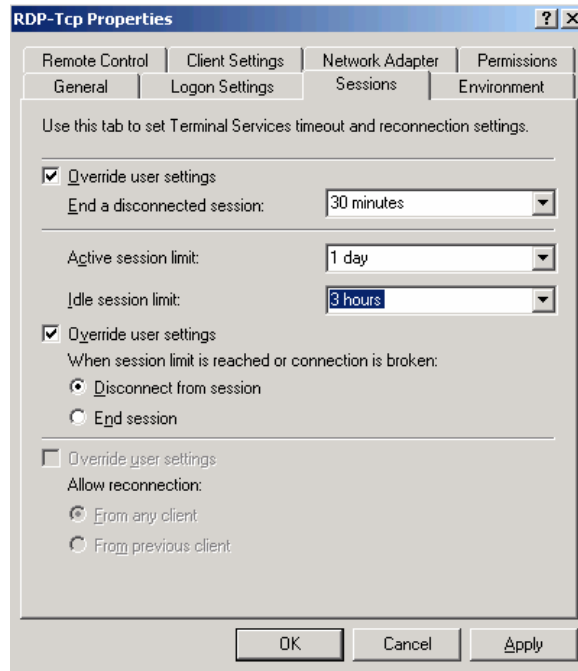 RDP-Tcp Properties
Remote Control Client Settings Network Adapter Permissions
General Logon Settings Sessions Environment
Use this tab to set Terminal Services timeout and reconnection settings.
Override user settings
End a disconnected session: 30 minutes
Active session limit: 1 day
Idle session limit: 3 hours
Override user settings
When session limit is reached or connection is broken:
Disconnect from session
End session
Override user settings
Allow reconnection:
From any client
From previous client
OK Cancel Apply